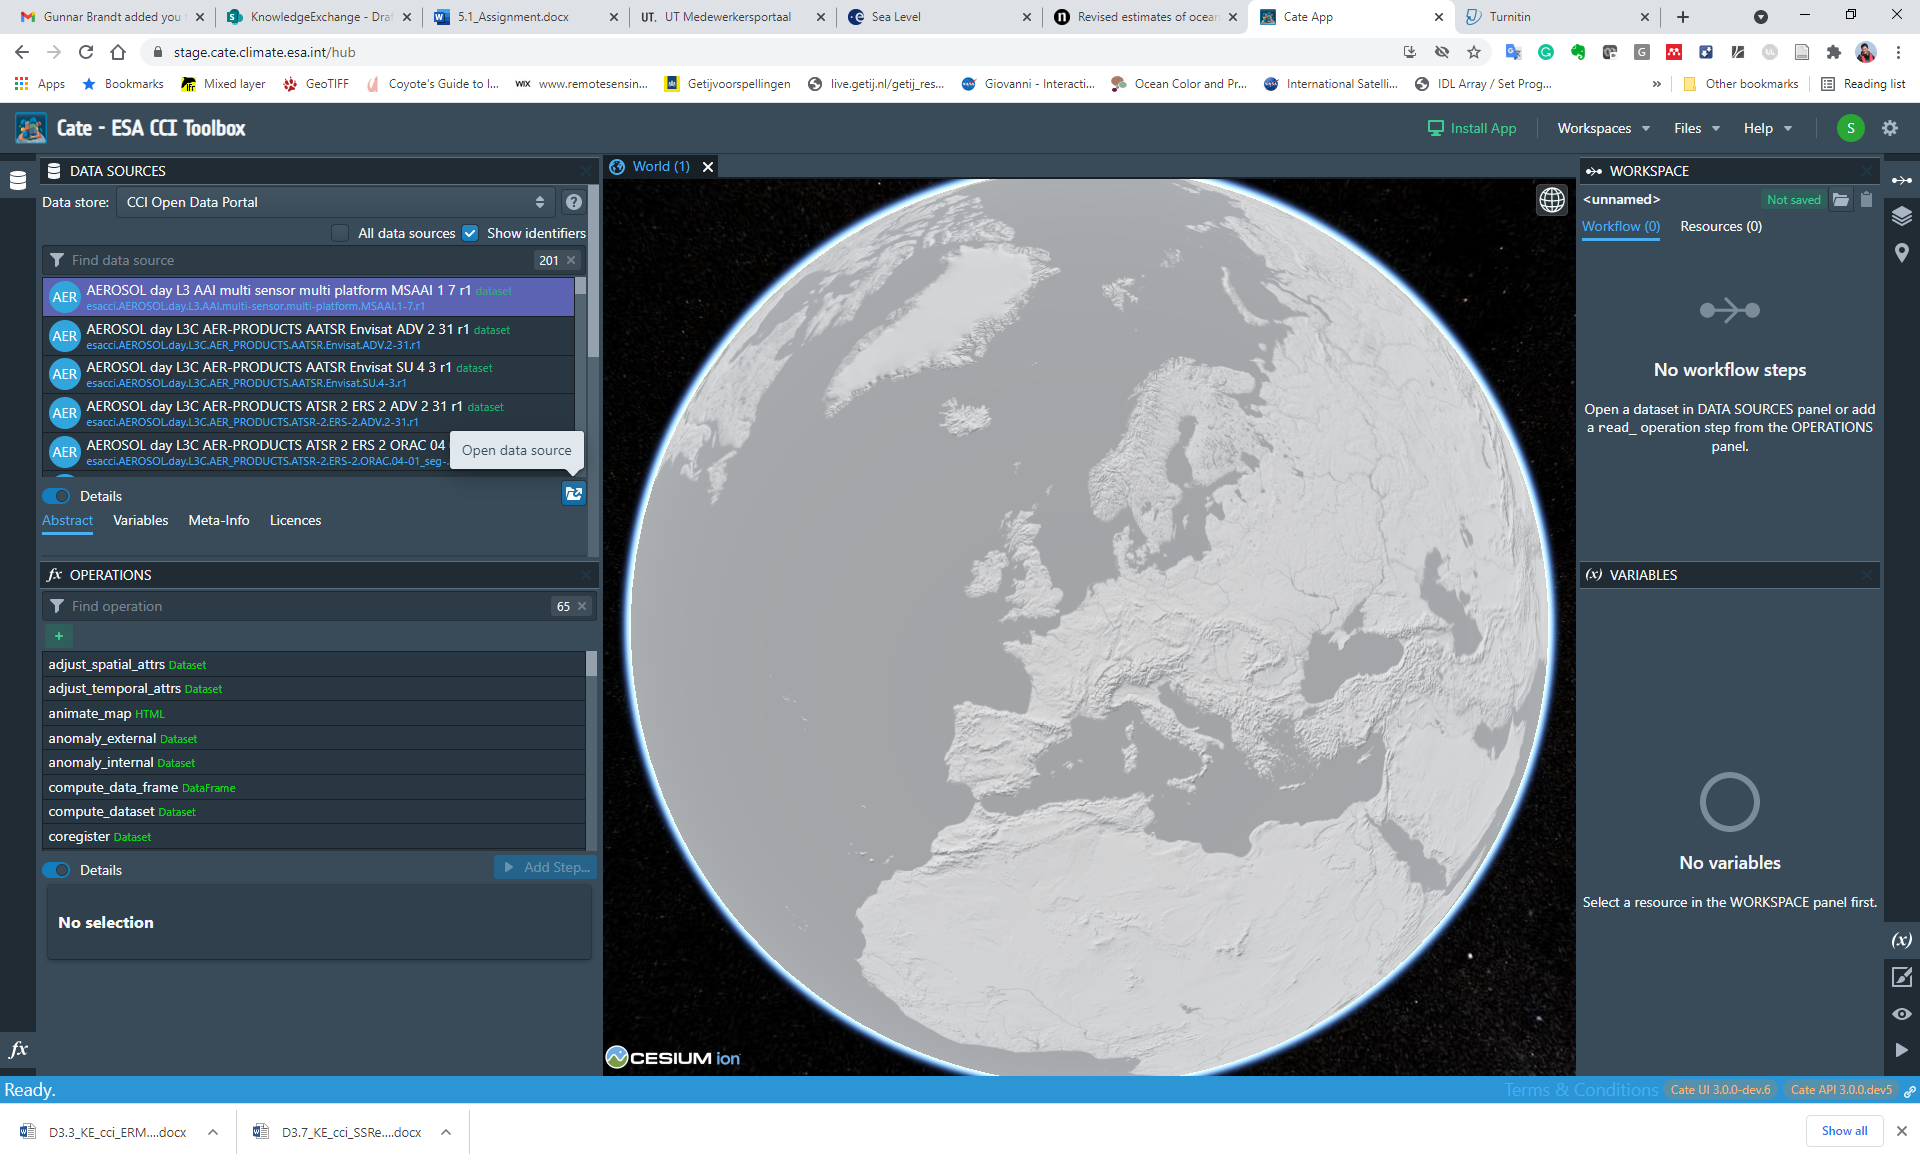 Gunnar Brandt added you
KnowledgeExchange - Draf
5.1_Assignment.docx
UT. UT Medewerkersportaal
Sea Level
Revised estimates of ocean
Cate App
Turnitin
stage.cate.climate.esa.int/hub
Apps
Bookmarks
Mixed layer
GeoTIFF
Coyote's Guide to I...
WIX www.remotesensin...
Getijvoorspellingen
live.getij.nl/getij_res...
Giovanni - Interacti...
Ocean Color and Pr...
International Satelli...
IDL Array / Set Prog...
»
Other bookmarks
Reading list
Cate - ESA CCI Toolbox
Install App
Workspaces
Files
Help
S
DATA SOURCES
Data store:
CCI Open Data Portal
All data sources
Show identifiers
Find data source
201
AER
AEROSOL day L3 AAI multi sensor multi platform MSAAI 1 7 r1 dataset
esacci.AEROSOL.day.L3.AAI.multi-sensor.multi-platform.MSAAI.1-7.r1
AER
AEROSOL day L3C AER-PRODUCTS AATSR Envisat ADV 2 31 r1 dataset
esacci.AEROSOL.day.L3C.AER_PRODUCTS.AATSR.Envisat.ADV.2-31.r1
AER
AEROSOL day L3C AER-PRODUCTS AATSR Envisat SU 4 3 r1 dataset
esacci.AEROSOL.day.L3C.AER_PRODUCTS.AATSR.Envisat.SU.4-3.r1
AER
AEROSOL day L3C AER-PRODUCTS ATSR 2 ERS 2 ADV 2 31 r1 dataset
esacci.AEROSOL.day.L3C.AER_PRODUCTS.ATSR-2.ERS-2.ADV.2-31.r1
AER
AEROSOL day L3C AER-PRODUCTS ATSR 2 ERS 2 ORAC 04
esacci.AEROSOL.day.L3C.AER_PRODUCTS.ATSR-2.ERS-2.ORAC.04-01_seg-.
Open data source
Details
Abstract
Variables
Meta-Info
Licences
fx OPERATIONS
Find operation
65
+
adjust_spatial_attrs Dataset
adjust_temporal_attrs Dataset
animate_map HTML
anomaly_external Dataset
anomaly_internal Dataset
compute_data_frame DataFrame
compute_dataset Dataset
coregister Dataset
Details
Add Step...
No selection
fx
World (1)
CESIUM ion
WORKSPACE
<unnamed>
Not saved
Workflow (0)
Resources (0)
No workflow steps
Open a dataset in DATA SOURCES panel or add
a read_ operation step from the OPERATIONS
panel.
(x) VARIABLES
No variables
Select a resource in the WORKSPACE panel first.
(x)
Ready.
Terms & Conditions
Cate UI 3.0.0-dev.6
Cate API 3.0.0.dev5
D3.3_KE_cci_ERM....docx
D3.7_KE_cci_SSRe....docx
Show all